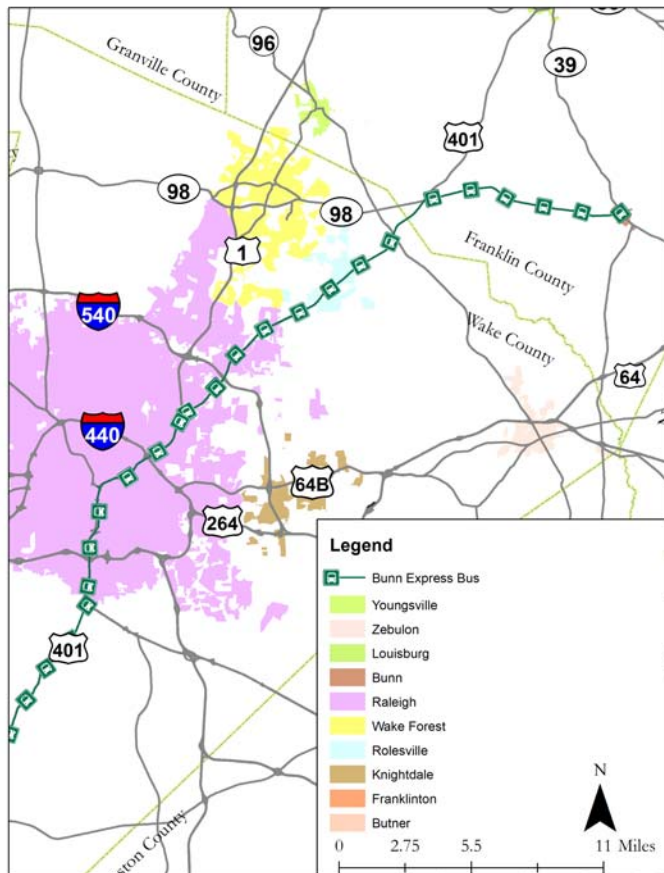 96
Granville County
39
401
98
98
1
Franklin County
540
Wake County
64
440
64B
264
401
ston County
Legend
Bunn Express Bus
Youngsville
Zebulon
Louisburg
Bunn
Raleigh
Wake Forest
Rolesville
Knightdale
Franklinton
Butner
N
0 2.75 5.5 11 Miles